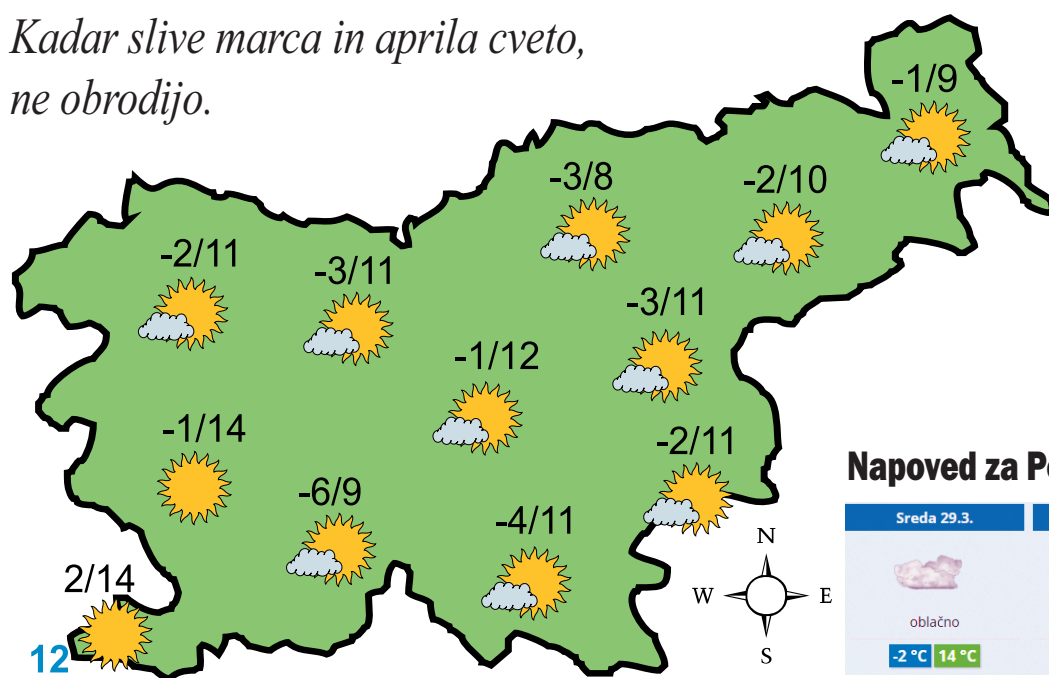 Kadar slive marca in aprila cveto,
ne obrodijo.
-1/9
-3/8
-2/10
-2/11
-3/11
-3/11
-1/12
-1/14
-2/11
-6/9
-4/11
2/14
12
N
W E
S
Napoved za P
Sreda 29.3.
oblačno
-2 °C 14 °C